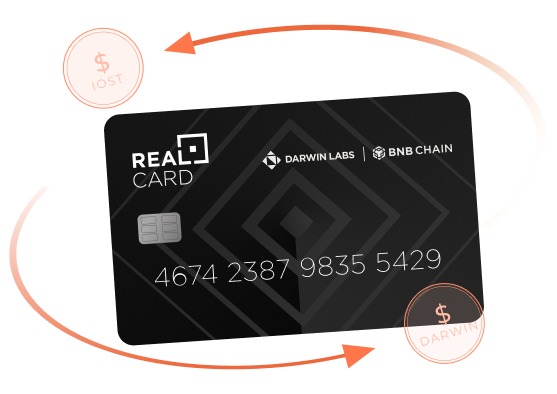 $
IOST
REAL
CARD
DARWIN LABS | BNB CHAIN
4674 2387 9835 5429
$
DARWIN